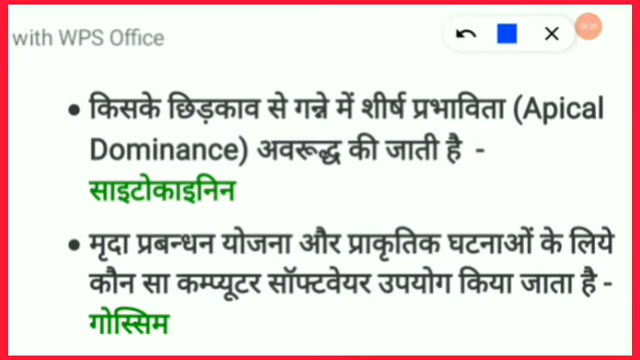 with WPS Office
• किसके छिड़काव से गन्ने में शीर्ष प्रभाविता (Apical
Dominance) अवरूद्ध की जाती है -
साइटोकाइनिन
• मृदा प्रबन्धन योजना और प्राकृतिक घटनाओं के लिये
कौन सा कम्प्यूटर सॉफ्टवेयर उपयोग किया जाता है -
गोस्सिम